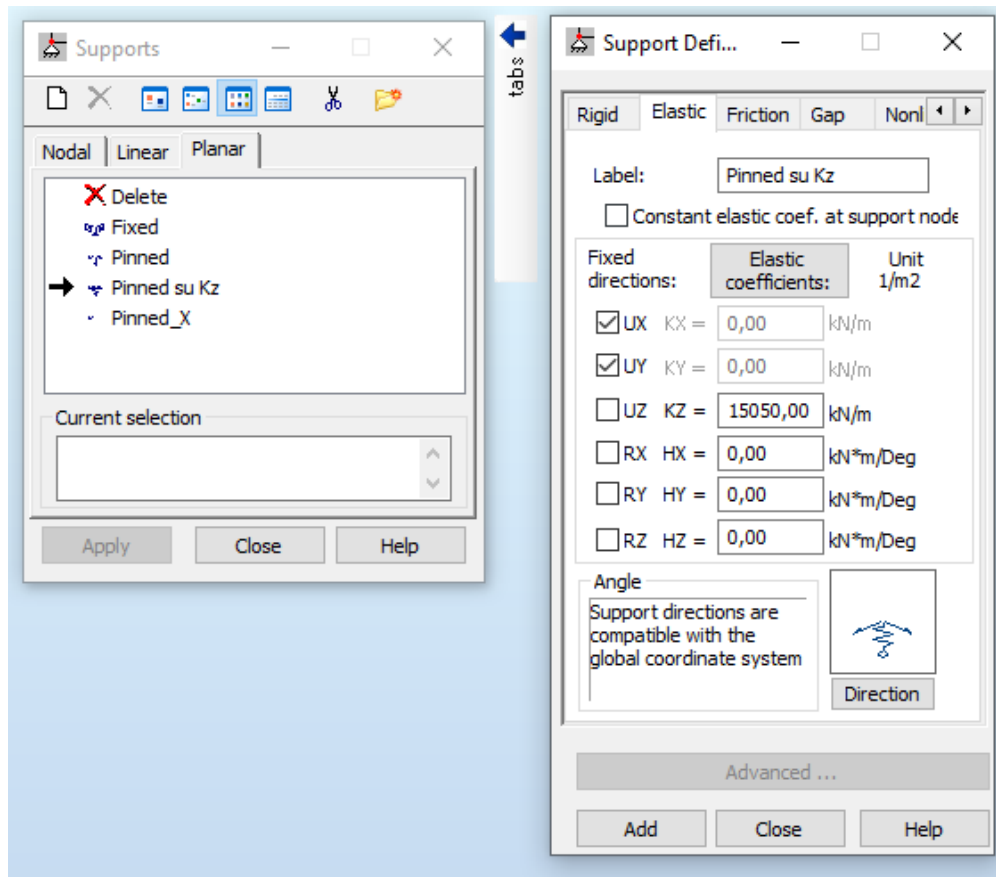 Supports
Nodal Linear Planar
Delete
Fixed
Pinned
Pinned su Kz
Pinned_X
Current selection
Apply Close Help
tabs
Support Defi...
Rigid Elastic Friction Gap Nonl
Label: Pinned su Kz
Constant elastic coef. at support node
Fixed directions:
Elastic coefficients:
Unit 1/m2
UX KX = 0,00 kN/m
UY KY = 0,00 kN/m
UZ KZ = 15050,00 kN/m
RX HX = 0,00 kN*m/Deg
RY HY = 0,00 kN*m/Deg
RZ HZ = 0,00 kN*m/Deg
Angle
Support directions are
compatible with the
global coordinate system
Direction
Advanced ...
Add Close Help